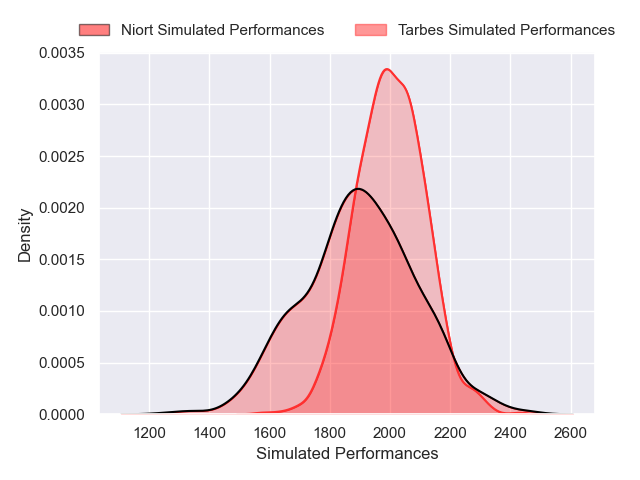 Niort Simulated Performances
Tarbes Simulated Performances
0.0035
0.0030
0.0025
0.0020
0.0015
0.0010
0.0005
0.0000
Density
1200 1400 1600 1800 2000 2200 2400 2600
Simulated Performances